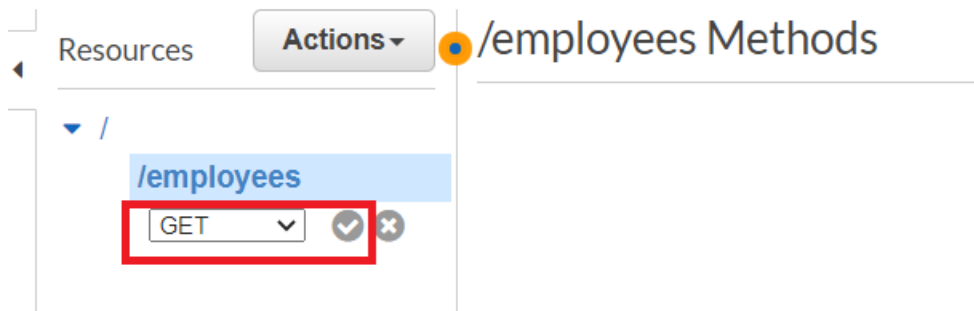 Resources
Actions
/employees Methods
/
/employees
GET